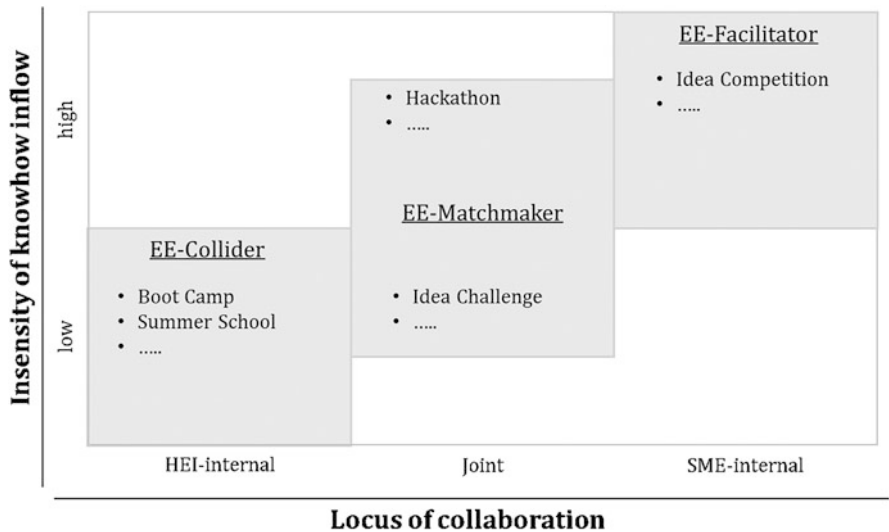 Insensity of knowhow inflow
high
low
EE-Collider
• Boot Camp
• Summer School
• .....
• Hackathon
• .....
EE-Matchmaker
• Idea Challenge
• .....
EE-Facilitator
• Idea Competition
• .....
HEI-internal
Joint
SME-internal
Locus of collaboration